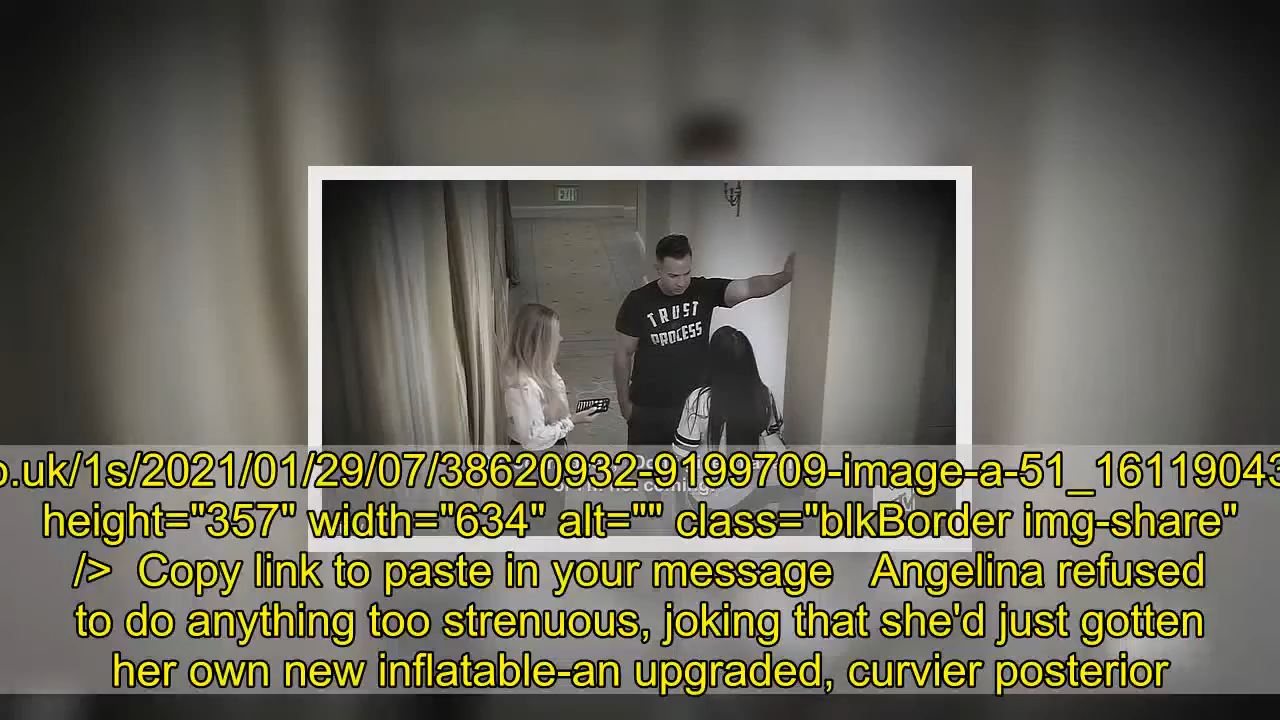 EXIT
TRUST
PROCESS
o.uk/1s/2021/01/29/07/38620932-9199709-image-a-51_16119043
height="357" width="634" alt="" class="blkBorder img-share"
/>  Copy link to paste in your message    Angelina refused
to do anything too strenuous, joking that she'd just gotten
her own new inflatable-an upgraded, curvier posterior